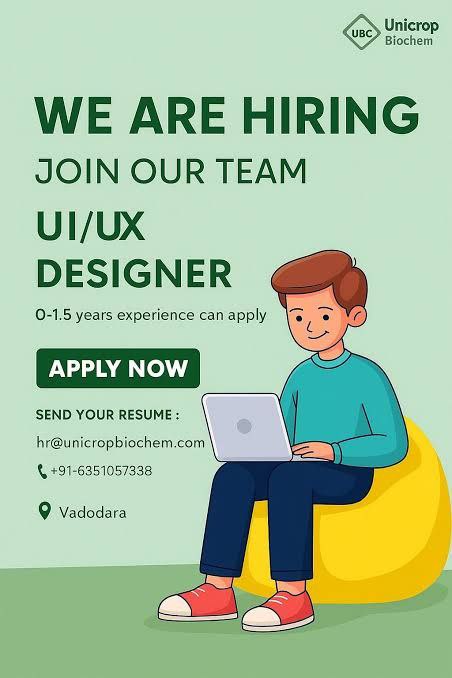 UBC
Unicrop
Biochem
WE ARE HIRING
JOIN OUR TEAM
UI/UX
DESIGNER
0-1.5 years experience can apply
APPLY NOW
SEND YOUR RESUME :
hr@unicropbiochem.com
+91-6351057338
Vadodara